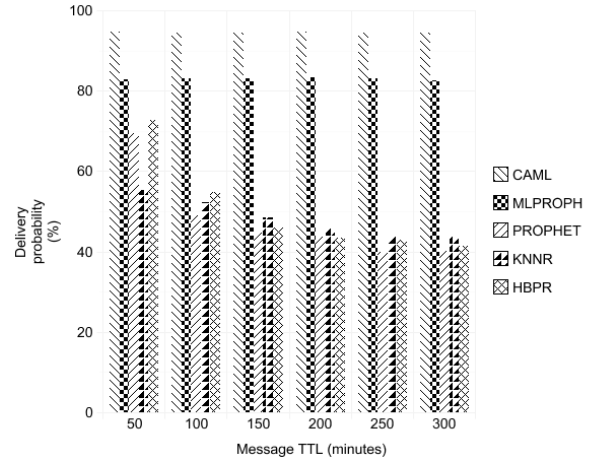 100
80
60
40
20
0
Delivery
probability
(%)
50 100 150 200 250 300
Message TTL (minutes)
CAML
MLPROPH
PROPHET
KNNR
HBPR